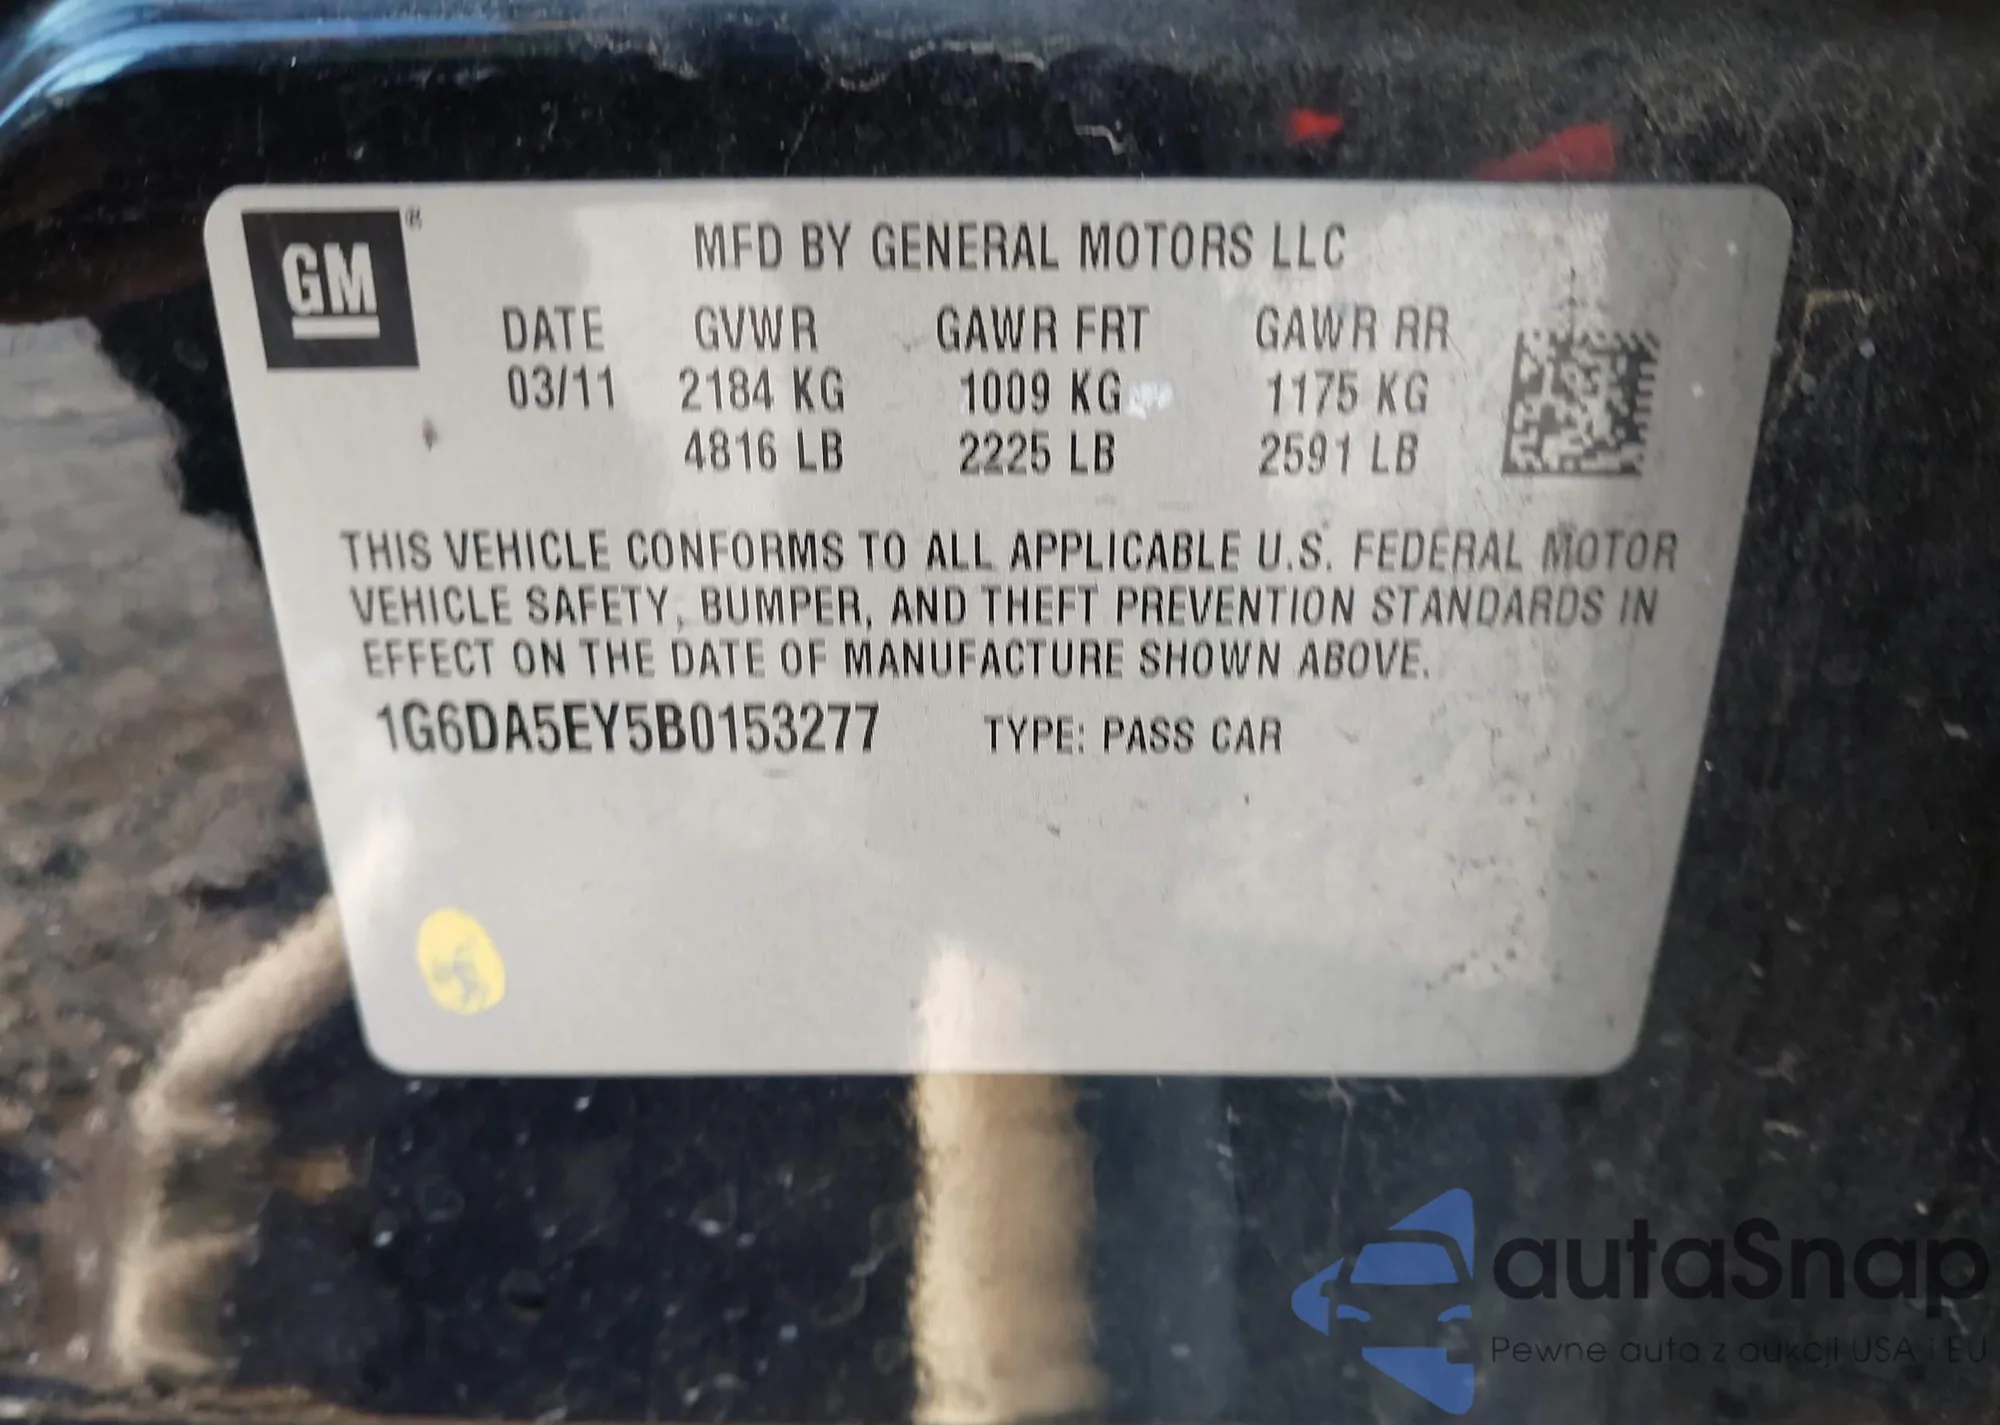 GM®
MFD BY GENERAL MOTORS LLC
DATE GVWR GAWR FRT GAWR RR
03/11 2184 KG 1009 KG 1175 KG
4816 LB 2225 LB 2591 LB
THIS VEHICLE CONFORMS TO ALL APPLICABLE U.S. FEDERAL MOTOR
VEHICLE SAFETY, BUMPER, AND THEFT PREVENTION STANDARDS IN
EFFECT ON THE DATE OF MANUFACTURE SHOWN ABOVE.
1G6DA5EY5B0153277 TYPE: PASS CAR
autaSnap
Pewne auta z aukcji USA i EU